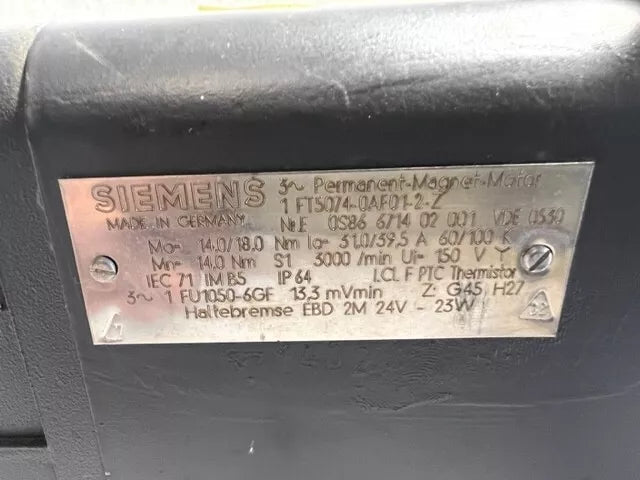 SIEMENS 3~ Permanent-Magnet-Motor
1 FT5074-0AF01-2-Z
MADE IN GERMANY Nr.E 0S86 6714 02 001 VDE 0530
Mo= 14,0/18,0 Nm Io= 31,0/39,5 A 60/100 K
Mn= 14,0 Nm S1 3000 /min Ui= 150 V Y
IEC 71 IM B5 IP 64 I.CL F PTC Thermistor
3~ 1 FU1050-6GF 13,3 mVmin Z: G45 H27
Haltebremse EBD 2M 24V - 23W